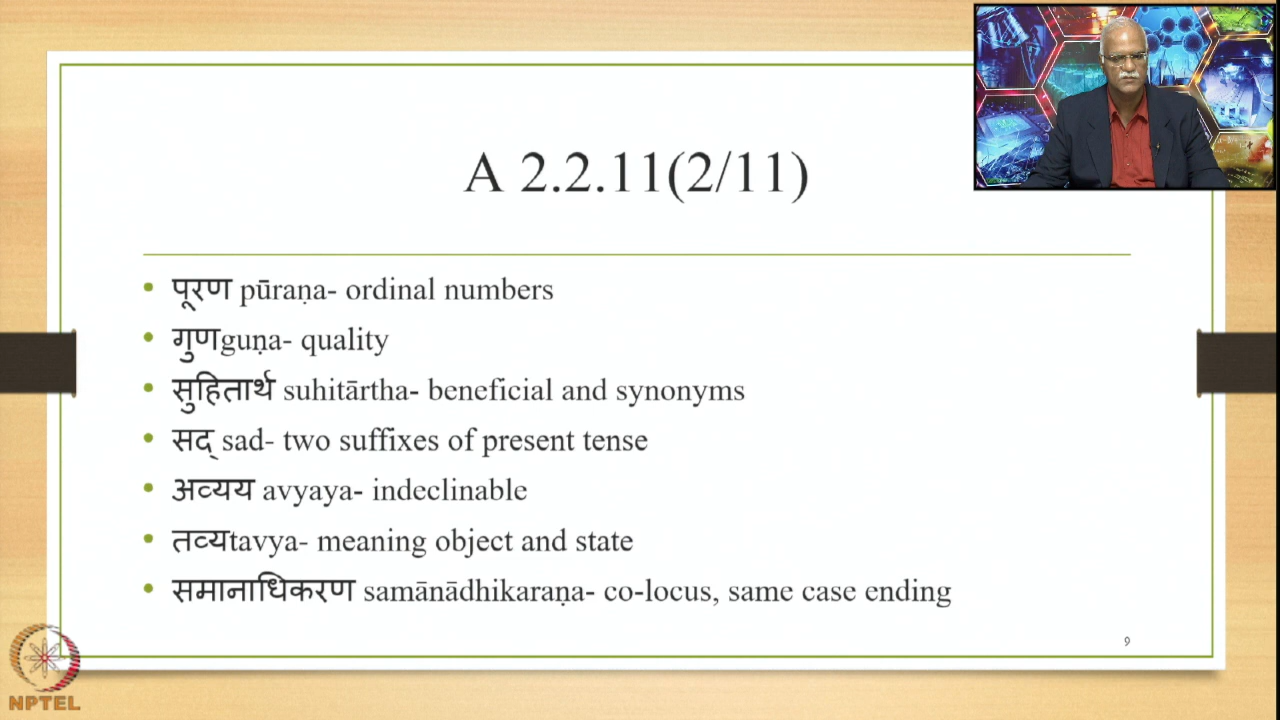 A 2.2.11(2/11)
• पूरण pūraṇa- ordinal numbers
• गुणguṇa- quality
• सुहितार्थ suhitārtha- beneficial and synonyms
• सद् sad- two suffixes of present tense
• अव्यय avyaya- indeclinable
• तव्यtavya- meaning object and state
• समानाधिकरण samānādhikaraṇa- co-locus, same case ending
9
NPTEL